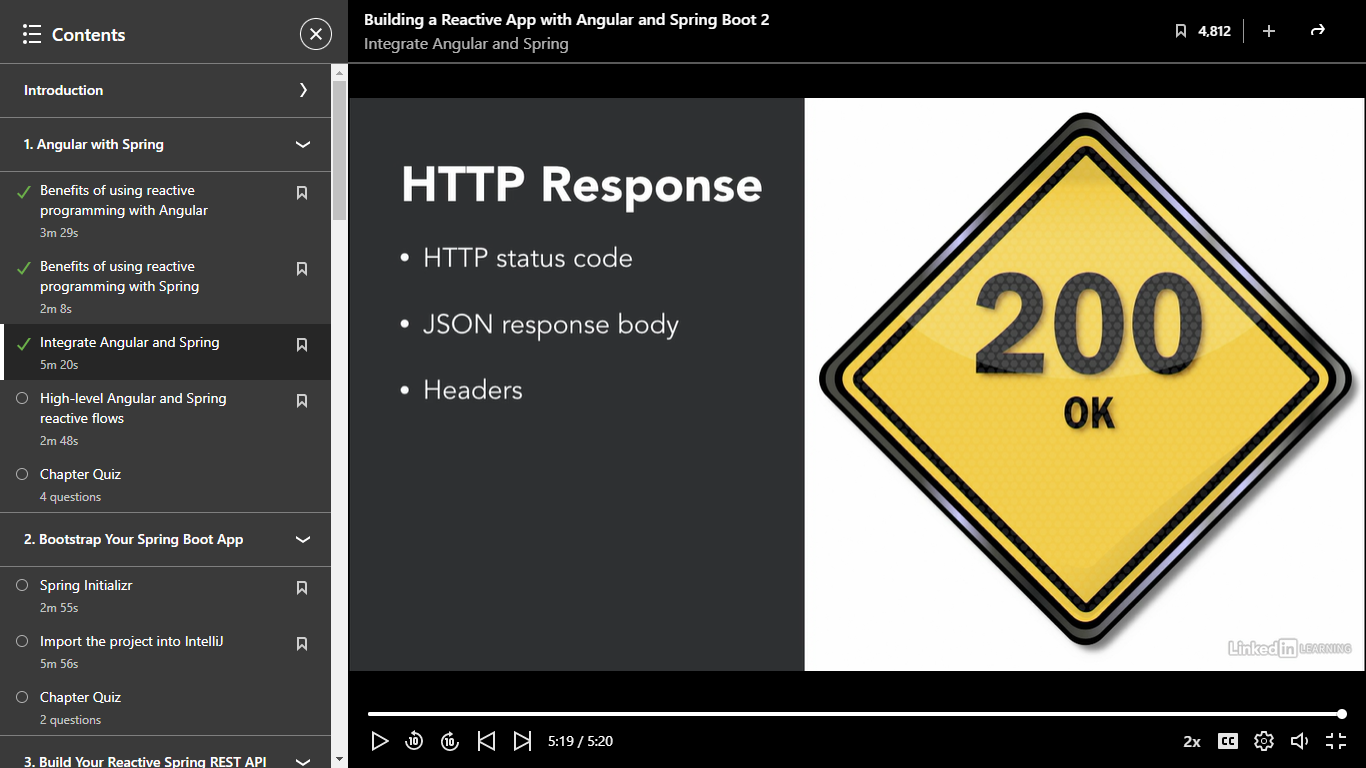 Contents
Introduction
1. Angular with Spring
Benefits of using reactive
programming with Angular
3m 29s
Benefits of using reactive
programming with Spring
2m 8s
Integrate Angular and Spring
5m 20s
High-level Angular and Spring
reactive flows
2m 48s
Chapter Quiz
4 questions
2. Bootstrap Your Spring Boot App
Spring Initializr
2m 55s
Import the project into IntelliJ
5m 56s
Chapter Quiz
2 questions
3. Build Your Reactive Spring REST API
Building a Reactive App with Angular and Spring Boot 2
Integrate Angular and Spring
4,812
HTTP Response
• HTTP status code
• JSON response body
• Headers
200
OK
LinkedIn LEARNING
10
10
5:19 / 5:20
2x
CC